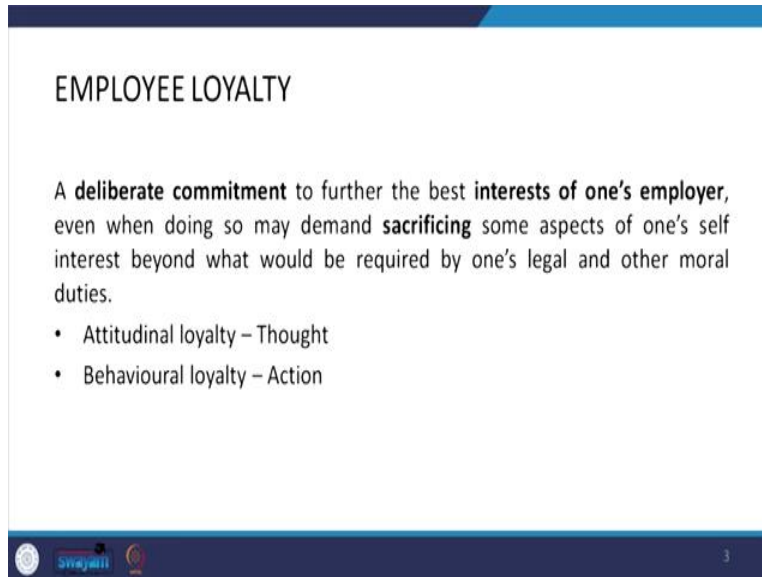 EMPLOYEE LOYALTY
A deliberate commitment to further the best interests of one's employer,
even when doing so may demand sacrificing some aspects of one's self
interest beyond what would be required by one's legal and other moral
duties.
• Attitudinal loyalty – Thought
• Behavioural loyalty – Action
swayam
3